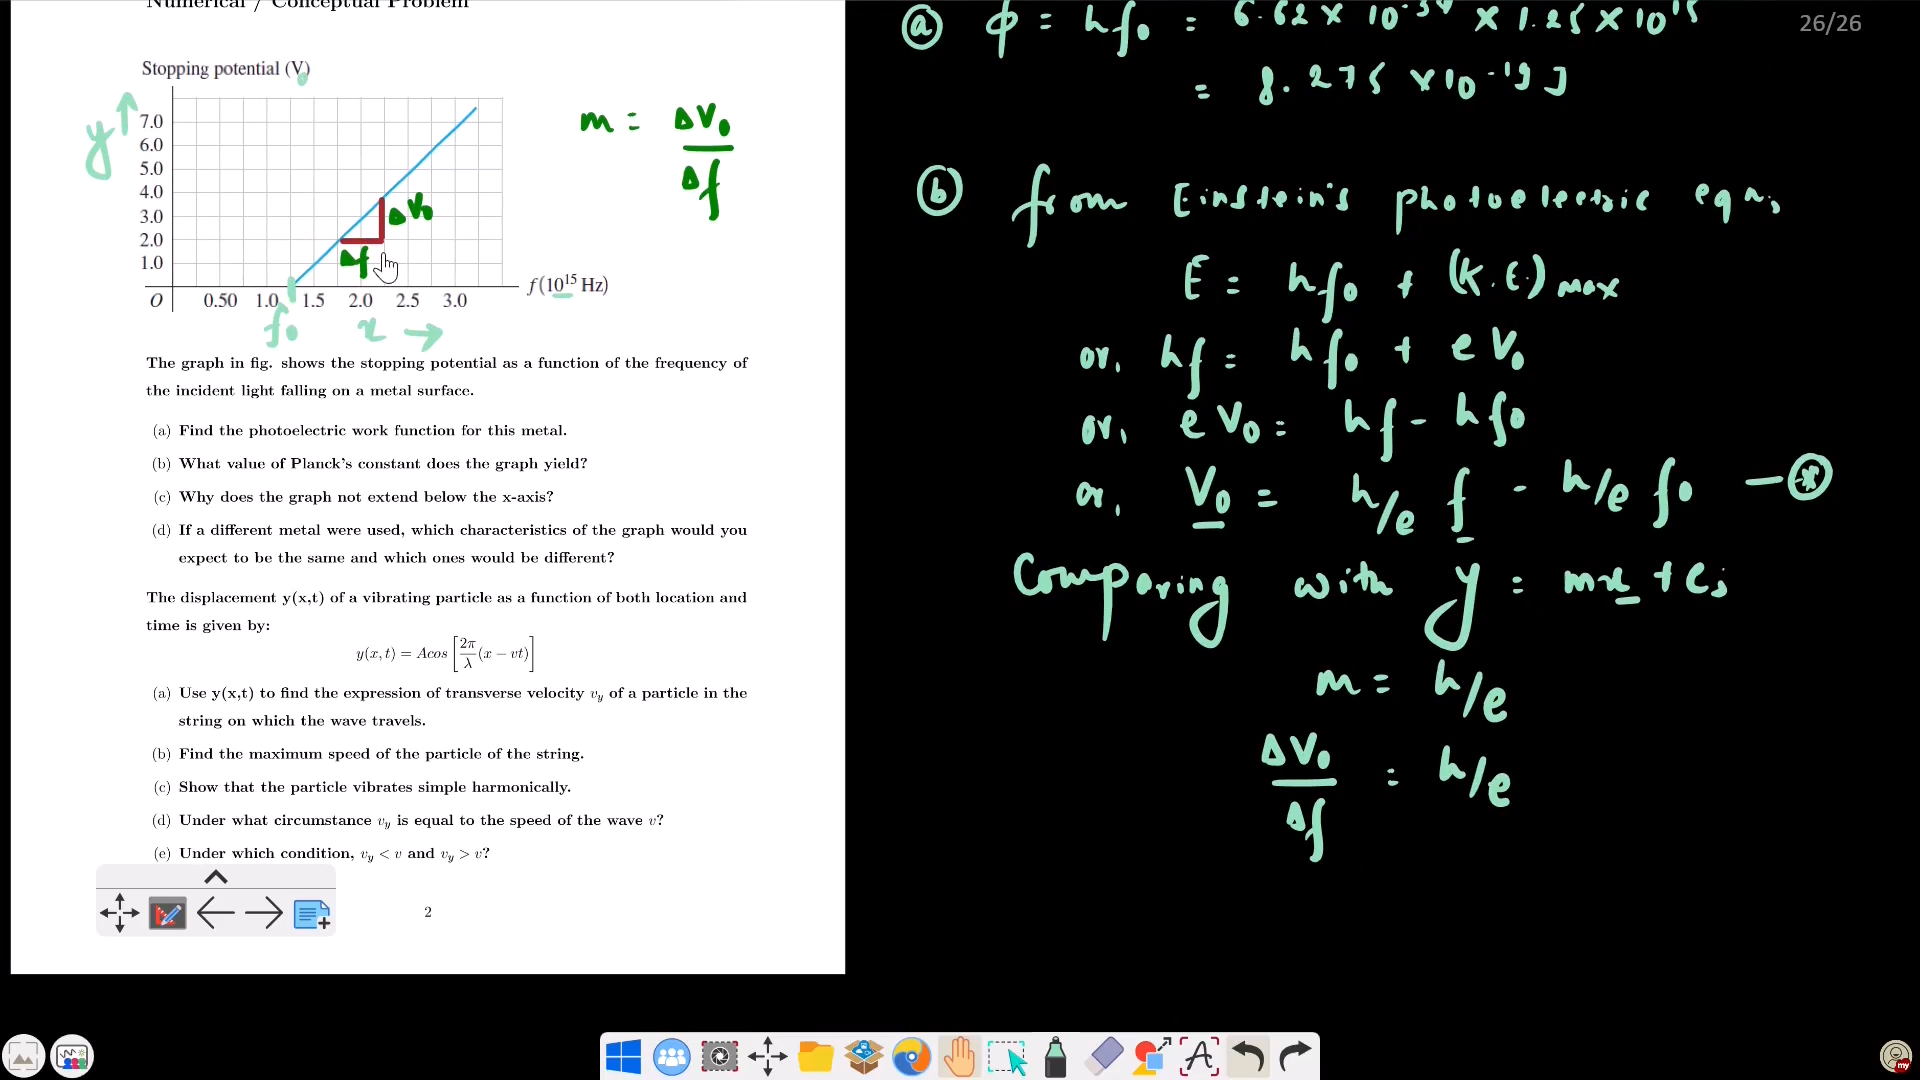 Numerical / Conceptual Problem
Stopping potential (V)
7.0
6.0
5.0
4.0
3.0
2.0
1.0
O 0.50 1.0 1.5 2.0 2.5 3.0
f (10¹⁵ Hz)
y
x
f₀
ΔV₀
Δf
m = ΔV₀ / Δf
The graph in fig. shows the stopping potential as a function of the frequency of
the incident light falling on a metal surface.
(a) Find the photoelectric work function for this metal.
(b) What value of Planck's constant does the graph yield?
(c) Why does the graph not extend below the x-axis?
(d) If a different metal were used, which characteristics of the graph would you
expect to be the same and which ones would be different?
The displacement y(x,t) of a vibrating particle as a function of both location and
time is given by:
y(x, t) = Acos [2π/λ (x − vt)]
(a) Use y(x,t) to find the expression of transverse velocity v_y of a particle in the
string on which the wave travels.
(b) Find the maximum speed of the particle of the string.
(c) Show that the particle vibrates simple harmonically.
(d) Under what circumstance v_y is equal to the speed of the wave v?
(e) Under which condition, v_y < v and v_y > v?
2
26/26
(a) ϕ = hf₀ = 6.62 × 10⁻³⁴ × 1.25 × 10¹⁵
= 8.275 × 10⁻¹⁹ J
(b) from Einstein's photoelectric eqn,
E = hf₀ + (K.E.)max
or, hf = hf₀ + eV₀
or, eV₀ = hf - hf₀
or, V₀ = h/e f - h/e f₀ — (*)
Comparing with y = mx + c;
m = h/e
ΔV₀ / Δf = h/e
my